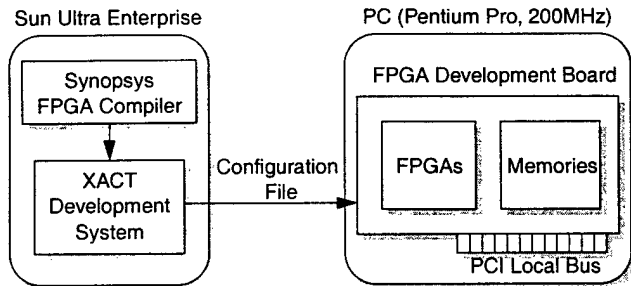 Sun Ultra Enterprise
Synopsys
FPGA Compiler
XACT
Development
System
Configuration
File
PC (Pentium Pro, 200MHz)
FPGA Development Board
FPGAs
Memories
PCI Local Bus